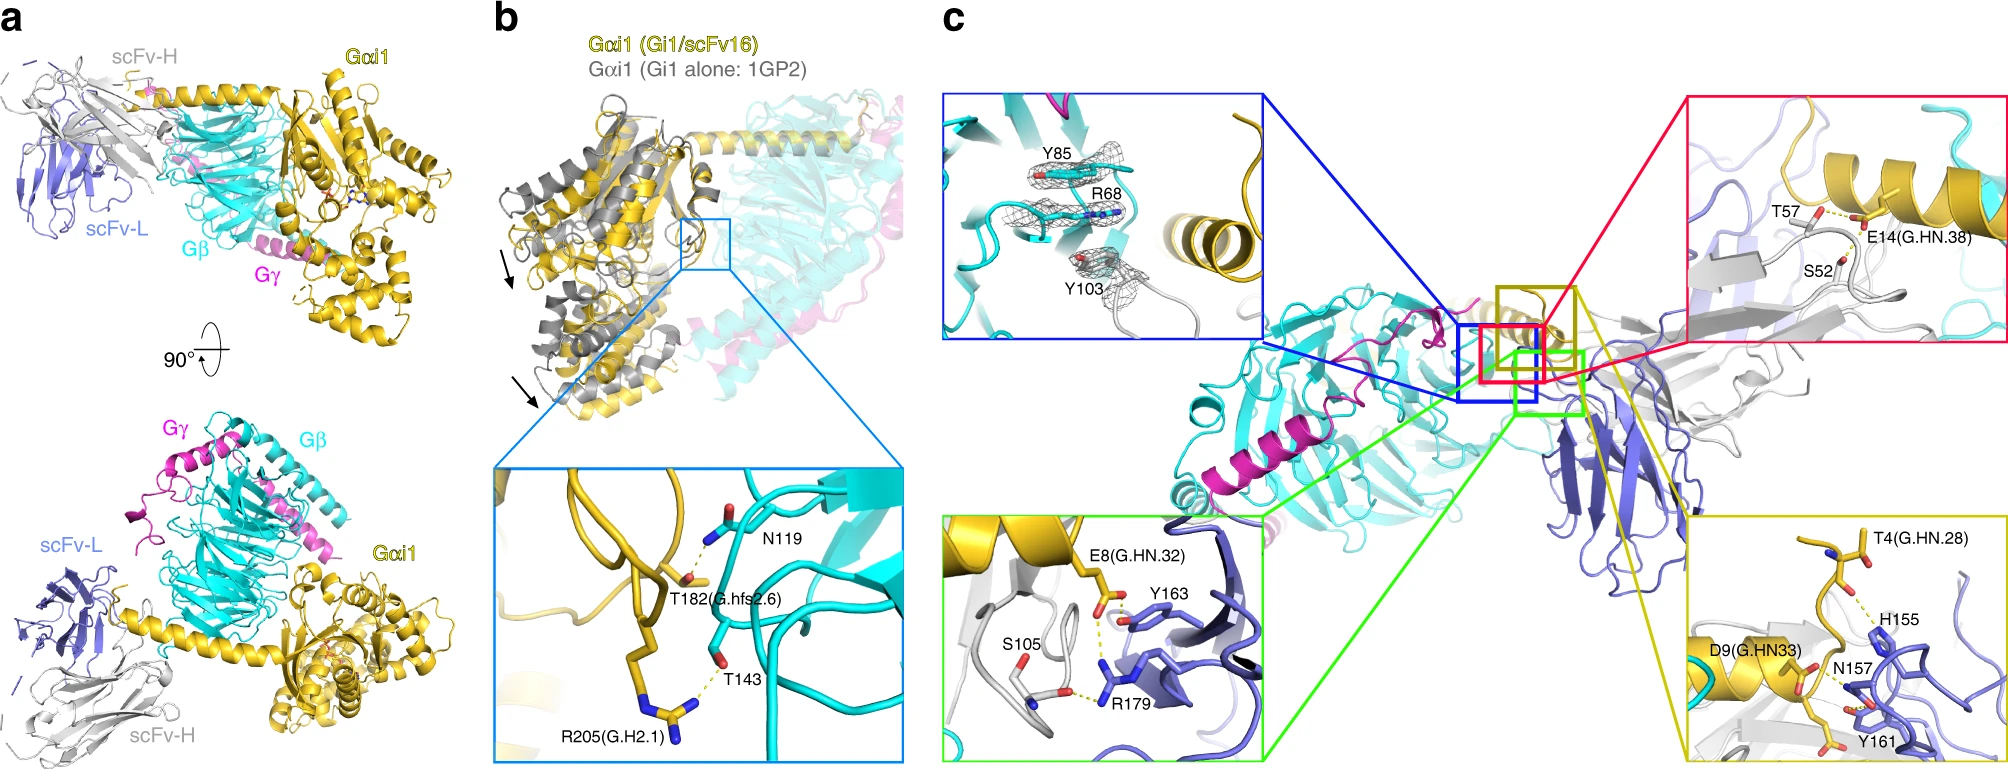 a
scFv-H
Gαi1
scFv-L
Gβ
Gγ
90°
Gγ
Gβ
scFv-L
Gαi1
scFv-H
b
Gαi1 (Gi1/scFv16)
Gαi1 (Gi1 alone: 1GP2)
N119
T182(G.hfs2.6)
T143
R205(G.H2.1)
c
Y85
R68
Y103
T57
E14(G.HN.38)
S52
E8(G.HN.32)
Y163
S105
R179
T4(G.HN.28)
H155
D9(G.HN33)
N157
Y161